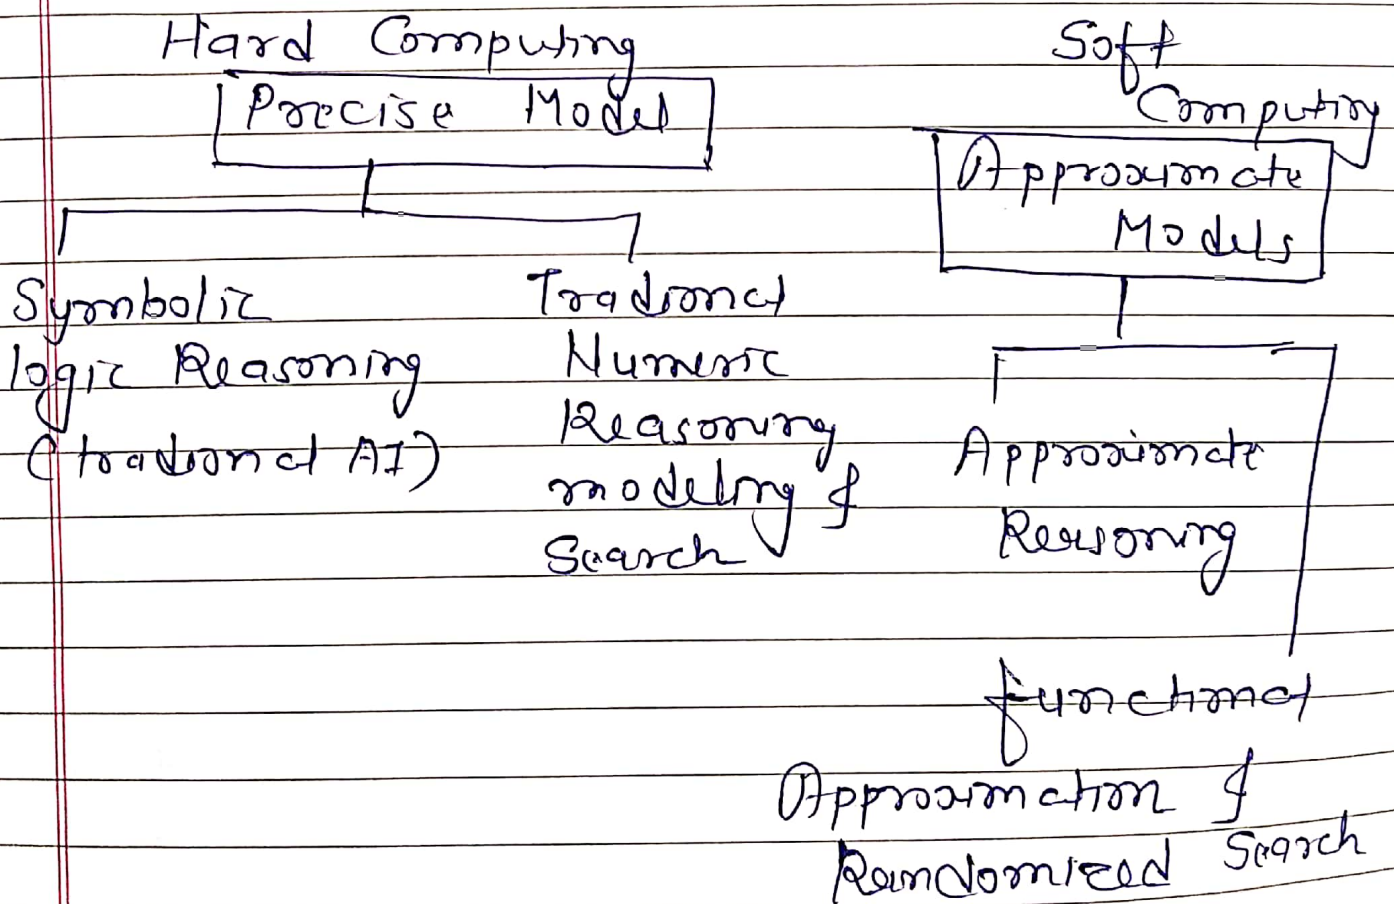 Hard Computing
Precise Model
Symbolic
logic Reasoning
(traditional AI)
Traditional
Numeric
Reasoning
modeling &
Search
Soft
Computing
Approximate
Models
Approximate
Reasoning
functional
Approximation &
Randomized Search